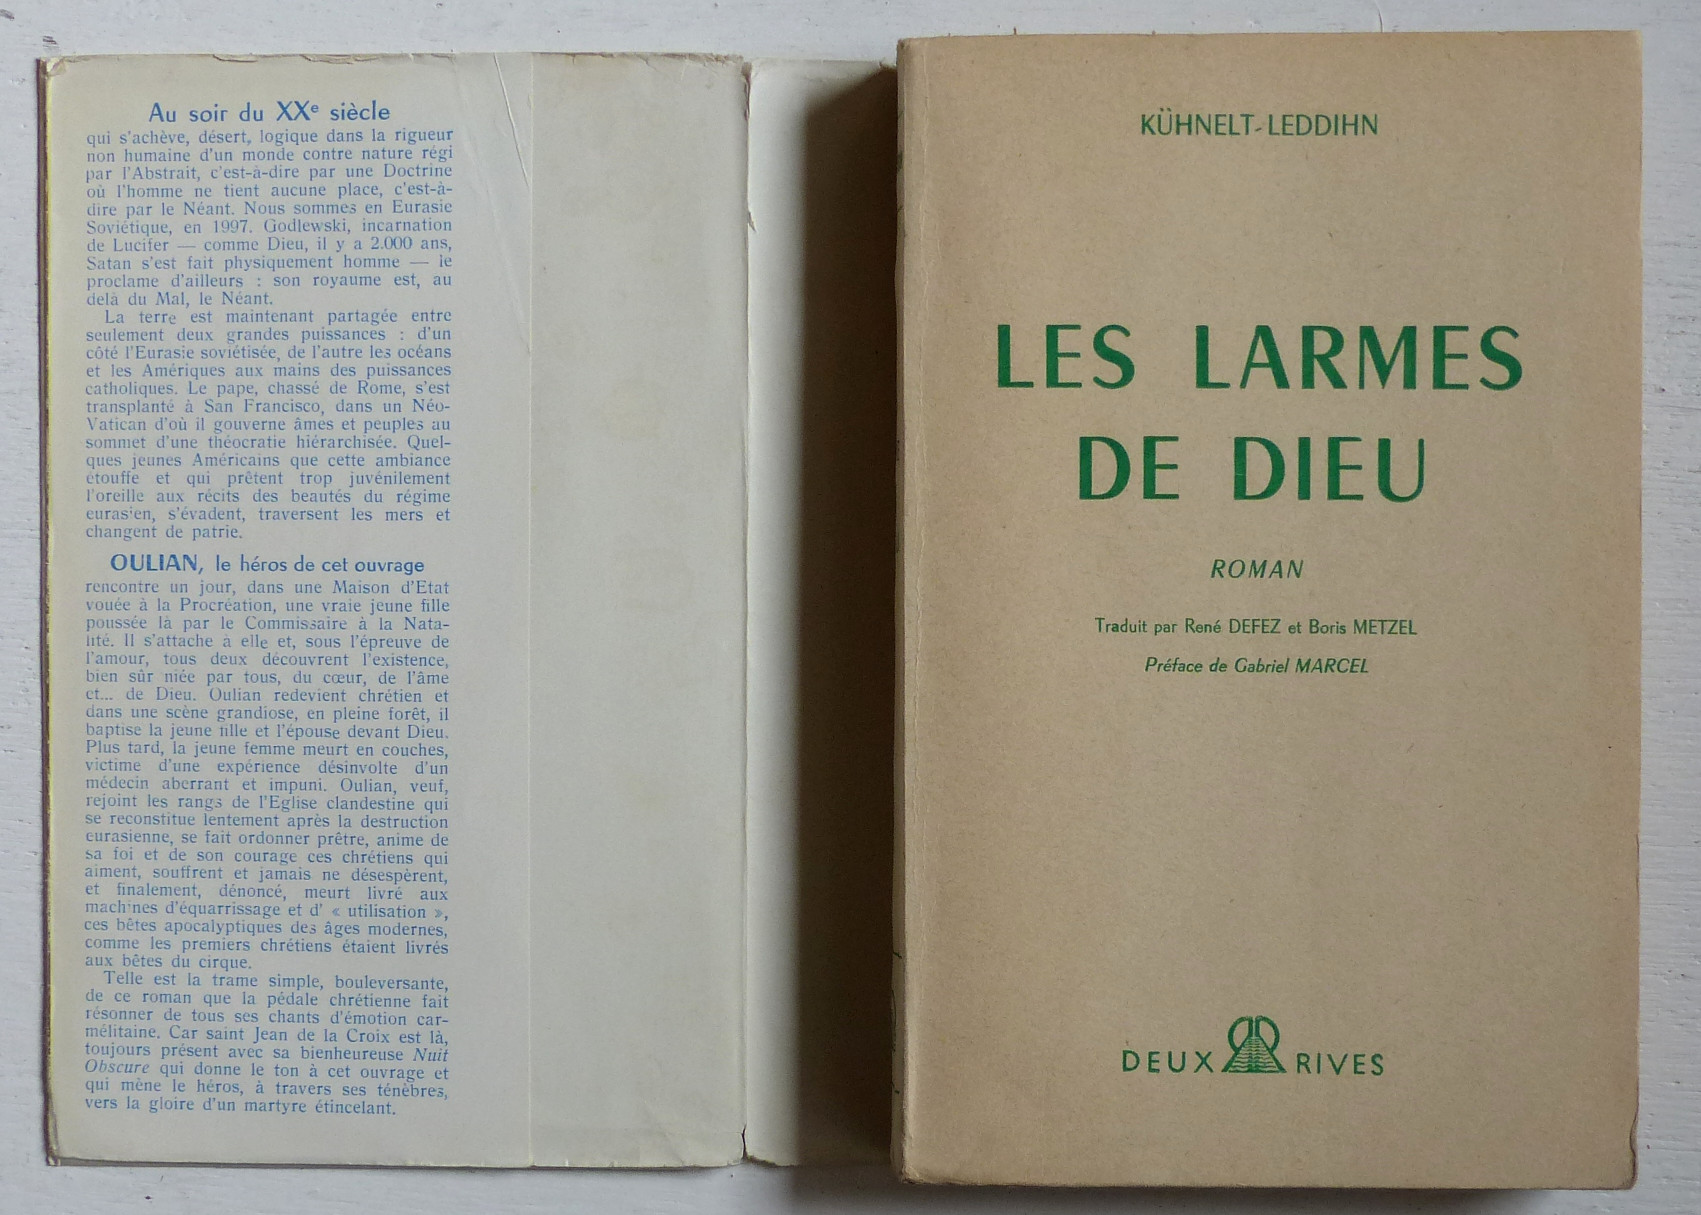 Au soir du XXe siècle
qui s'achève, désert, logique dans la rigueur
non humaine d'un monde contre nature régi
par l'Abstrait, c'est-à-dire par une Doctrine
où l'homme ne tient aucune place, c'est-à-
dire par le Néant. Nous sommes en Eurasie
Soviétique, en 1997. Godlewski, incarnation
de Lucifer — comme Dieu, il y a 2.000 ans,
Satan s'est fait physiquement homme — le
proclame d'ailleurs : son royaume est, au
delà du Mal, le Néant.
La terre est maintenant partagée entre
seulement deux grandes puissances : d'un
côté l'Eurasie soviétisée, de l'autre les océans
et les Amériques aux mains des puissances
catholiques. Le pape, chassé de Rome, s'est
transplanté à San Francisco, dans un Néo-
Vatican d'où il gouverne âmes et peuples au
sommet d'une théocratie hiérarchisée. Quel-
ques jeunes Américains que cette ambiance
étouffe et qui prêtent trop juvénilement
l'oreille aux récits des beautés du régime
eurasien, s'évadent, traversent les mers et
changent de patrie.
OULIAN, le héros de cet ouvrage
rencontre un jour, dans une Maison d'Etat
vouée à la Procréation, une vraie jeune fille
poussée là par le Commissaire à la Nata-
lité. Il s'attache à elle et, sous l'épreuve de
l'amour, tous deux découvrent l'existence,
bien sûr niée par tous, du cœur, de l'âme
et... de Dieu. Oulian redevient chrétien et
dans une scène grandiose, en pleine forêt, il
baptise la jeune fille et l'épouse devant Dieu.
Plus tard, la jeune femme meurt en couches,
victime d'une expérience désinvolte d'un
médecin aberrant et impuni. Oulian, veuf,
rejoint les rangs de l'Eglise clandestine qui
se reconstitue lentement après la destruction
eurasienne, se fait ordonner prêtre, anime de
sa foi et de son courage ces chrétiens qui
aiment, souffrent et jamais ne désespèrent,
et finalement, dénoncé, meurt livré aux
machines d'équarrissage et d' « utilisation »,
ces bêtes apocalyptiques des âges modernes,
comme les premiers chrétiens étaient livrés
aux bêtes du cirque.
Telle est la trame simple, bouleversante,
de ce roman que la pédale chrétienne fait
résonner de tous ses chants d'émotion car-
mélitaine. Car saint Jean de la Croix est là,
toujours présent avec sa bienheureuse Nuit
Obscure qui donne le ton à cet ouvrage et
qui mène le héros, à travers ses ténèbres,
vers la gloire d'un martyre étincelant.
KÜHNELT-LEDDIHN
LES LARMES
DE DIEU
ROMAN
Traduit par René DEFEZ et Boris METZEL
Préface de Gabriel MARCEL
DEUX RIVES